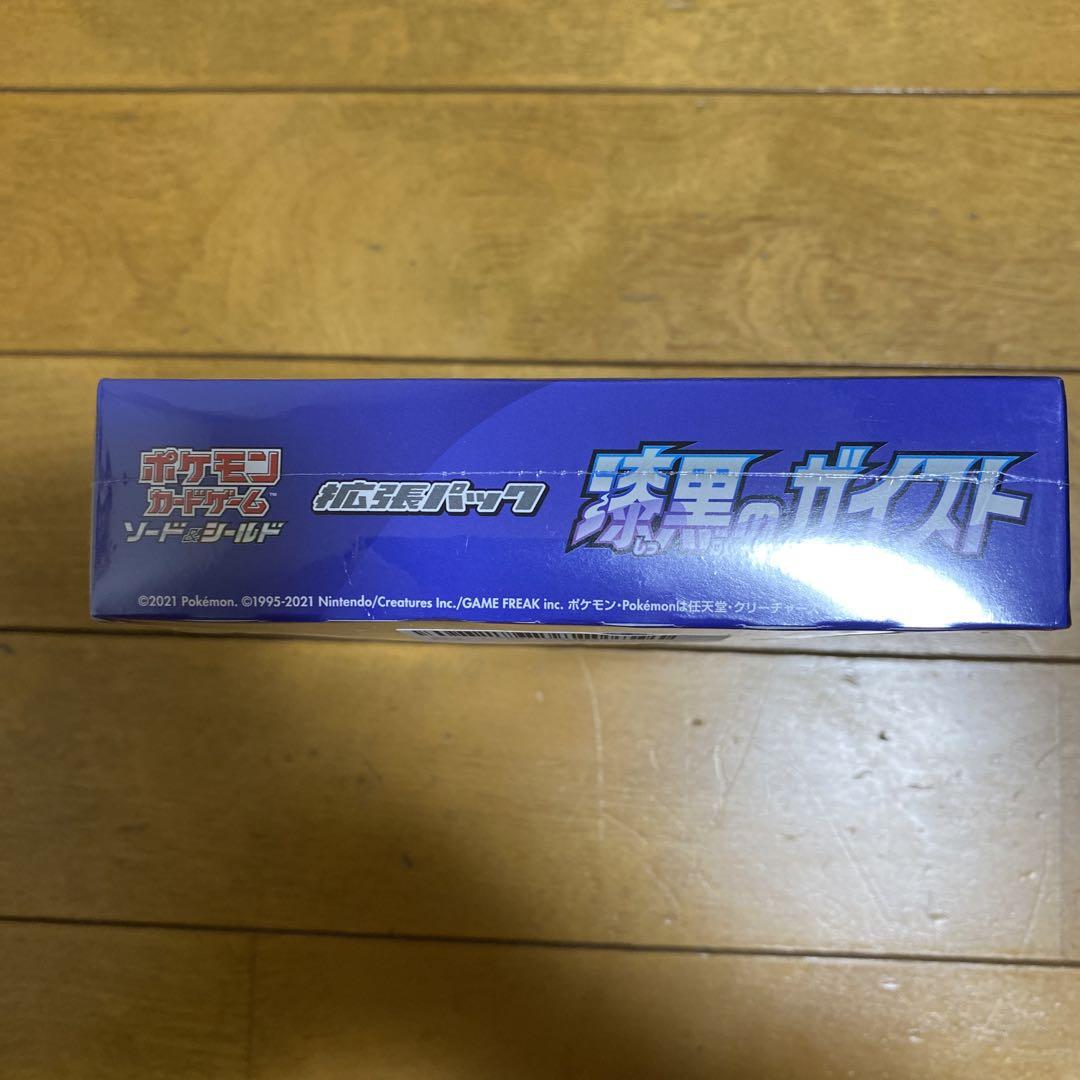 ポケモン
カードゲーム™
ソード&シールド
拡張パック
漆黒のガイスト
©2021 Pokémon. ©1995-2021 Nintendo/Creatures Inc./GAME FREAK inc. ポケモン・Pokémonは任天堂・クリーチャーズ